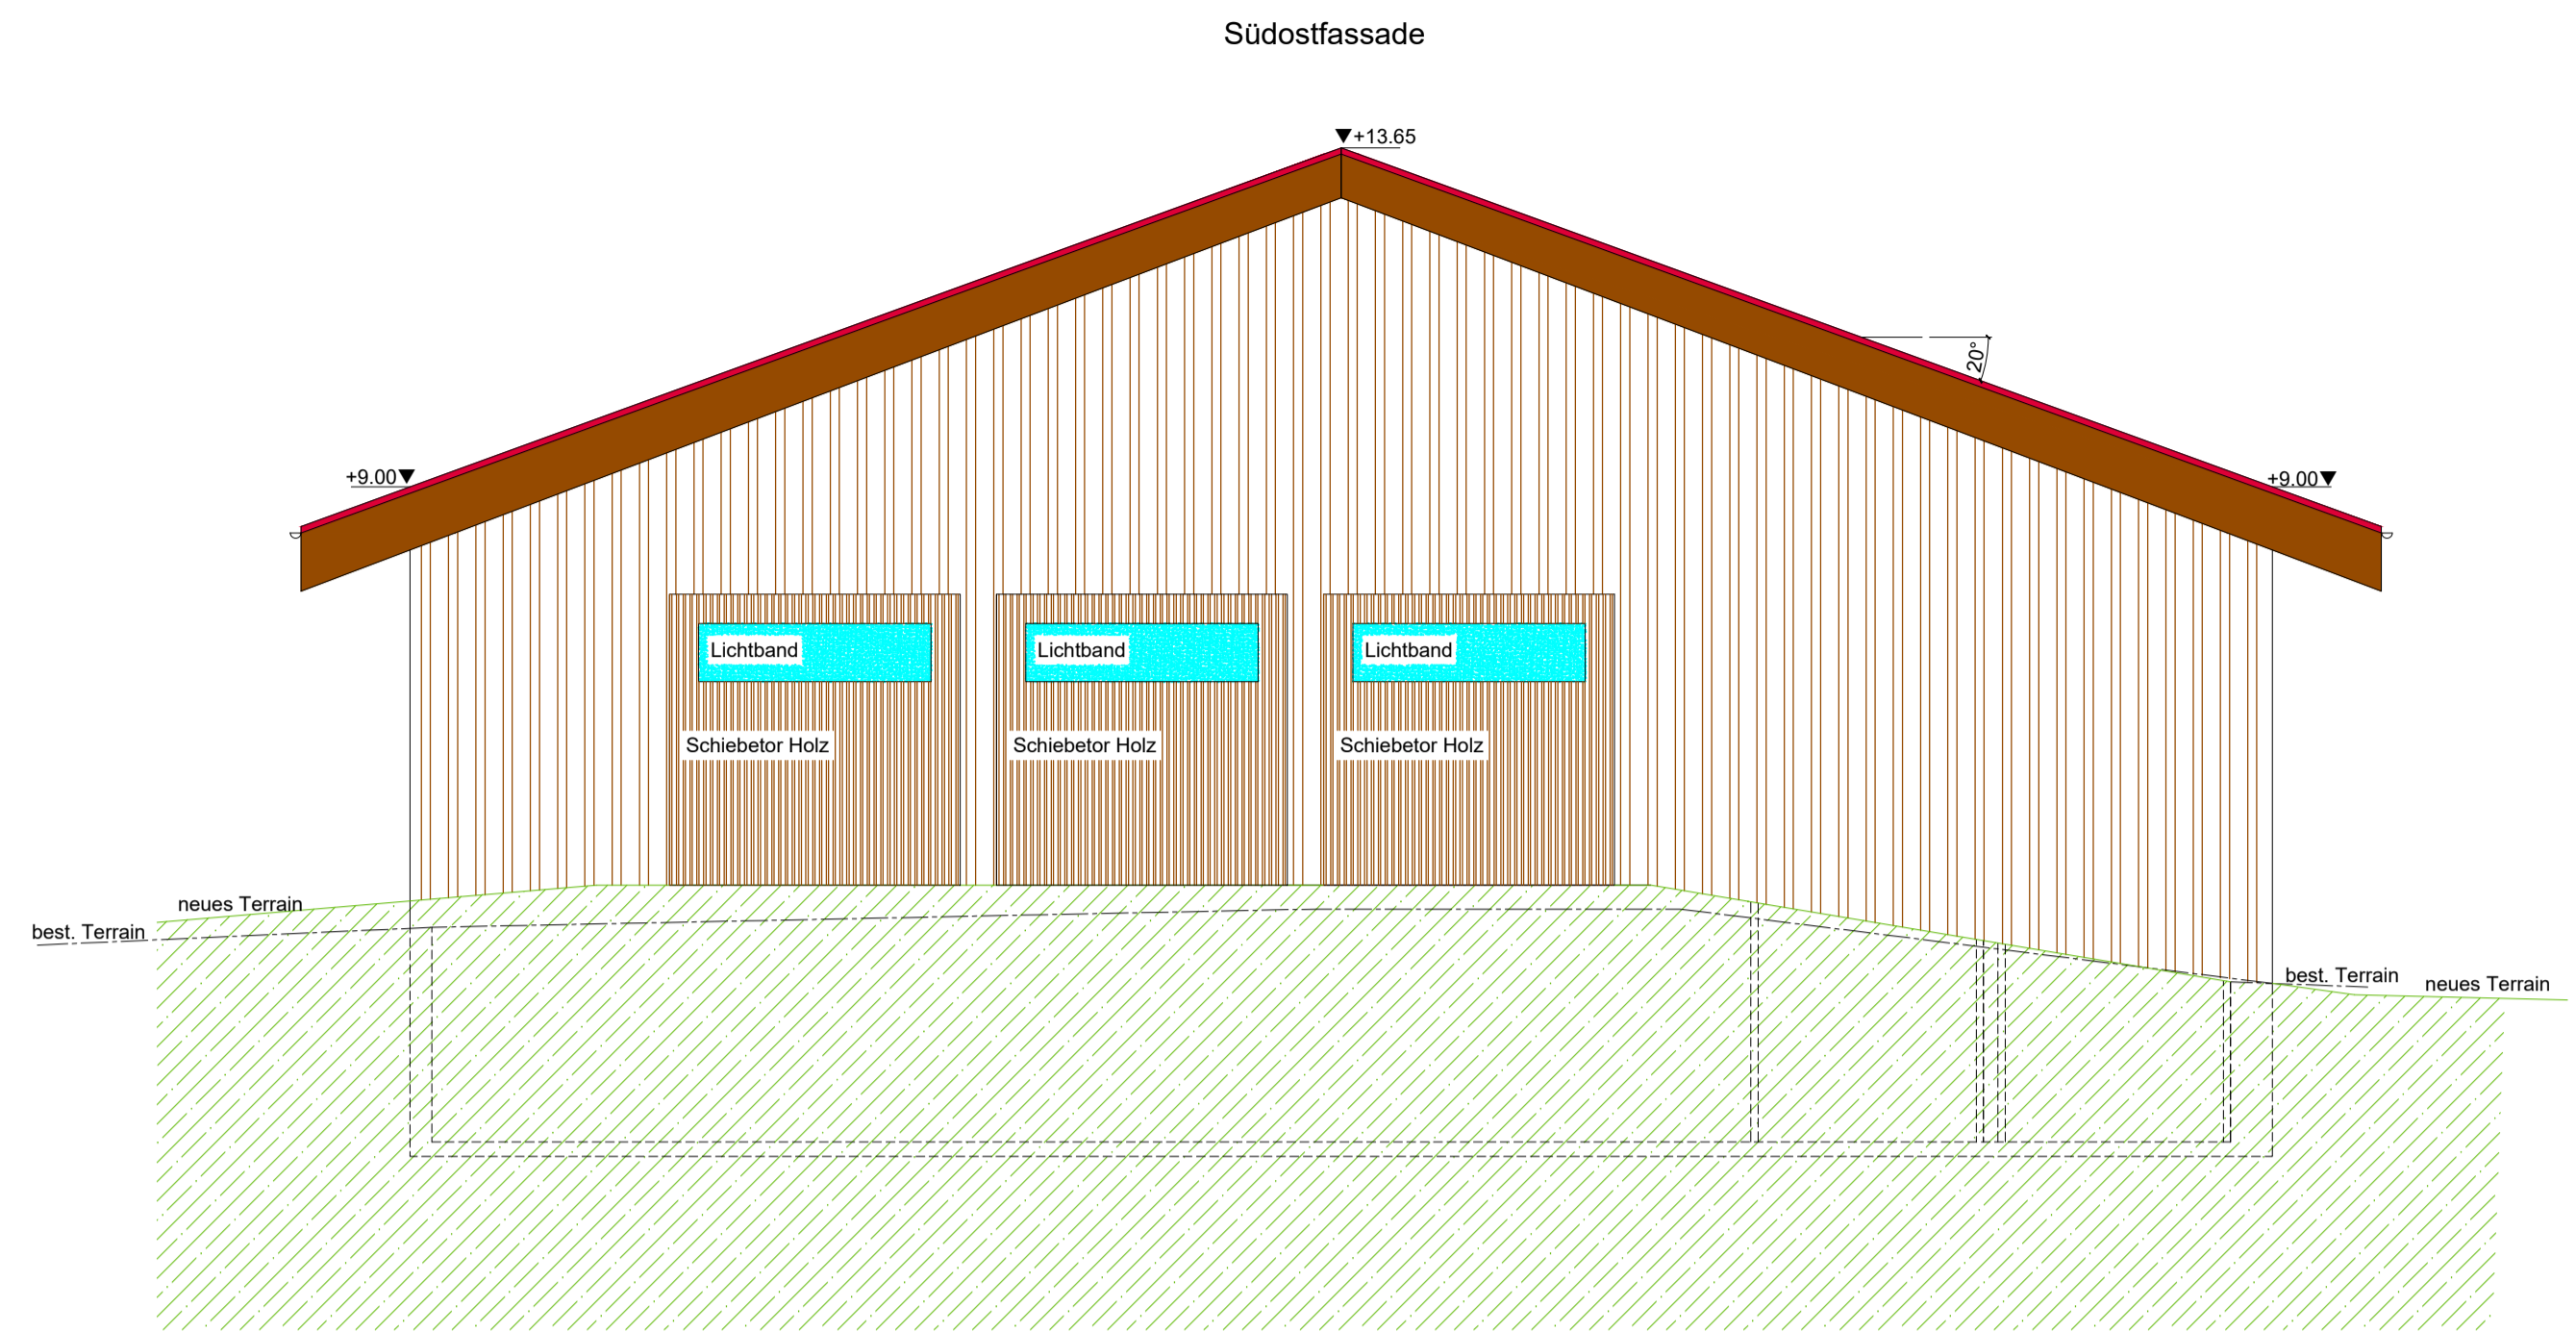 Südostfassade
+13.65
20°
+9.00
+9.00
Lichtband
Lichtband
Lichtband
Schiebetor Holz
Schiebetor Holz
Schiebetor Holz
neues Terrain
best. Terrain
best. Terrain
neues Terrain